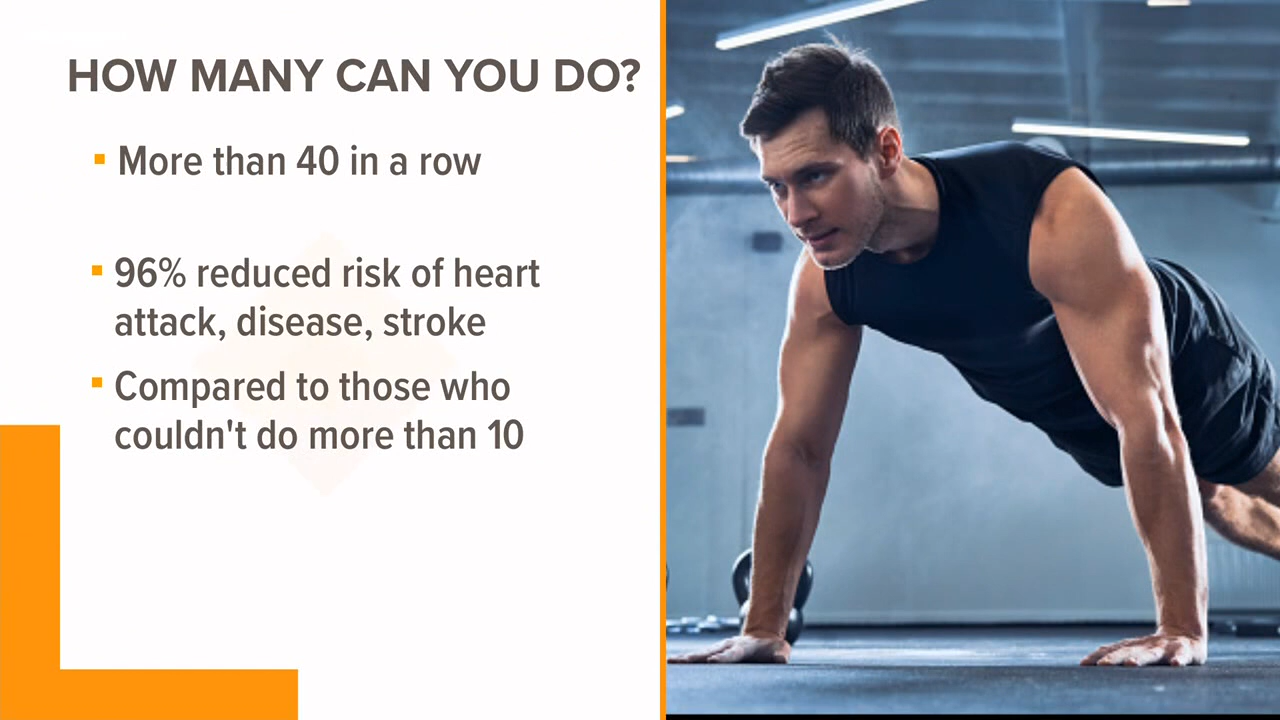 HOW MANY CAN YOU DO?
More than 40 in a row
96% reduced risk of heart
attack, disease, stroke
Compared to those who
couldn't do more than 10